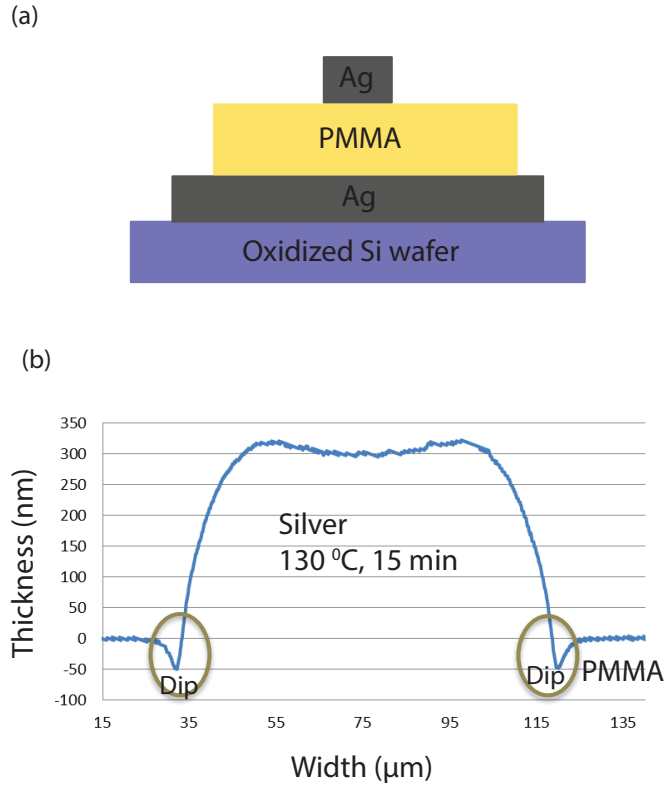 (a)
Ag
PMMA
Ag
Oxidized Si wafer
(b)
350
300
250
200
150
100
50
0
-50
-100
Thickness (nm)
Silver
130 ⁰C, 15 min
Dip
Dip
PMMA
15
35
55
75
95
115
135
Width (µm)